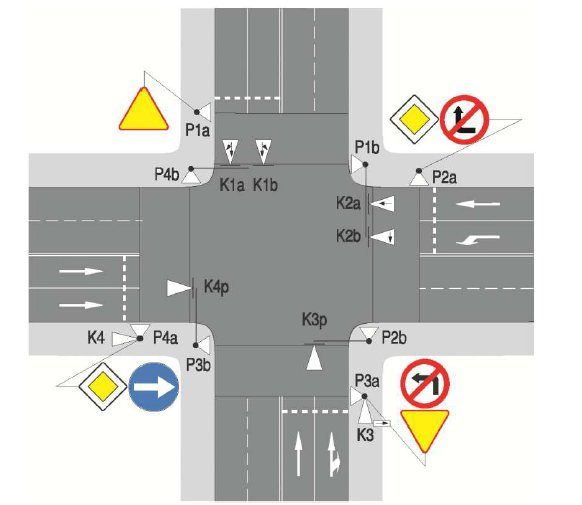 P1a
P1b
P4b
K1a K1b
P2a
K2a
K2b
K4p
K3p
K4 P4a
P3b
P2b
P3a
K3